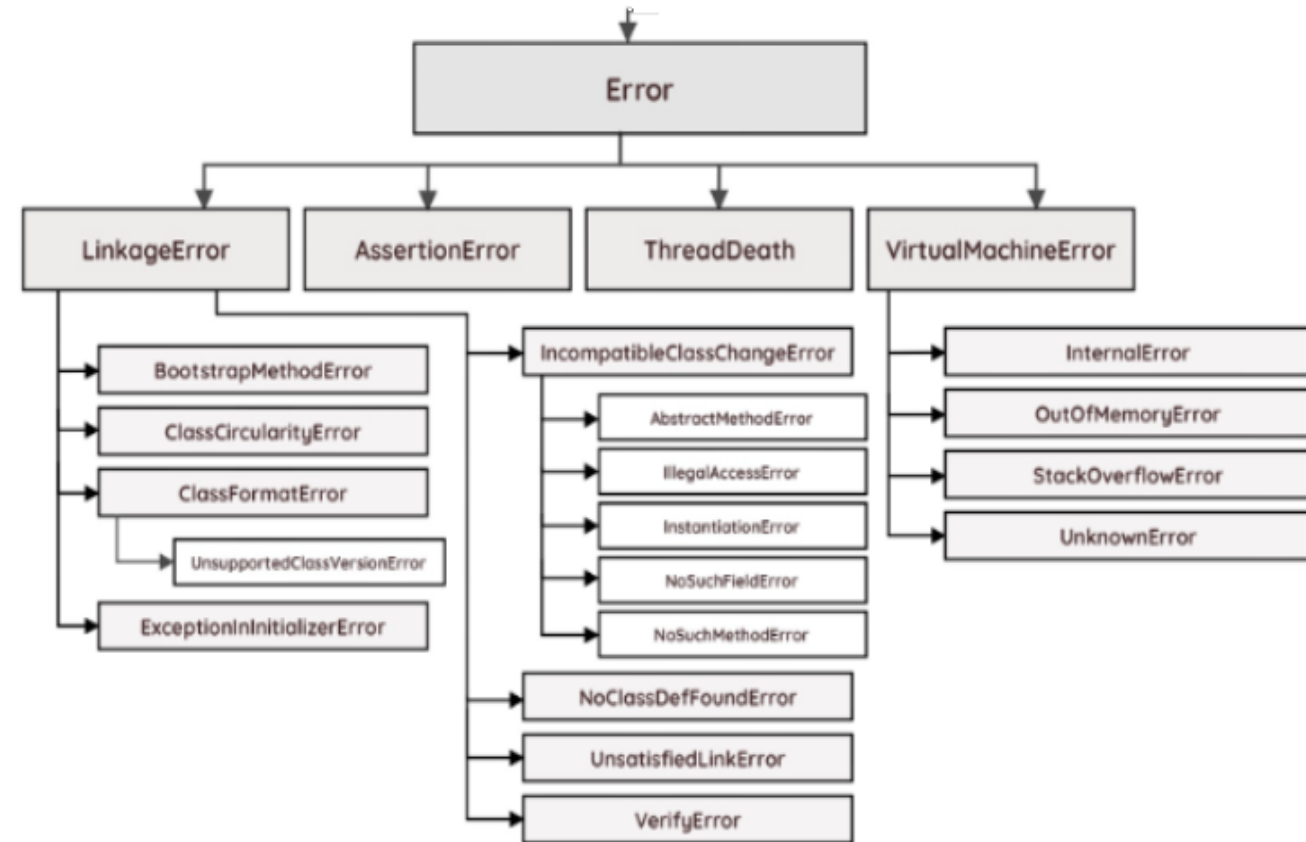 Error
LinkageError
AssertionError
ThreadDeath
VirtualMachineError
BootstrapMethodError
ClassCircularityError
ClassFormatError
UnsupportedClassVersionError
ExceptionInInitializerError
IncompatibleClassChangeError
AbstractMethodError
IllegalAccessError
InstantiationError
NoSuchFieldError
NoSuchMethodError
NoClassDefFoundError
UnsatisfiedLinkError
VerifyError
InternalError
OutOfMemoryError
StackOverflowError
UnknownError